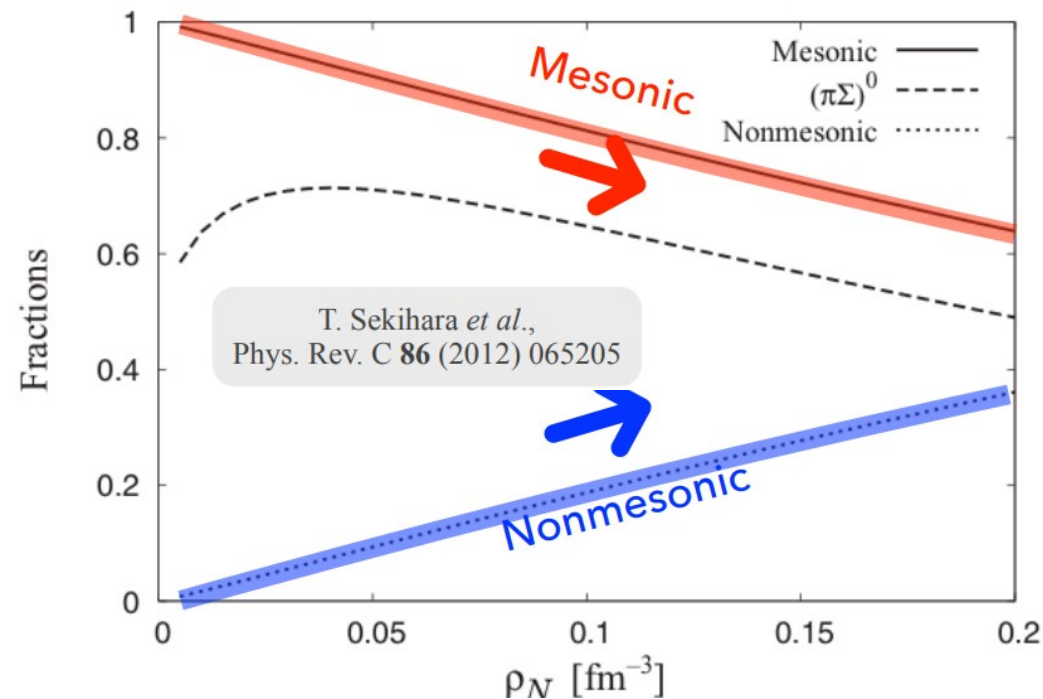 1
0.8
0.6
0.4
0.2
0
Fractions
Mesonic
Mesonic
(πΣ)⁰
Nonmesonic
T. Sekihara et al.,
Phys. Rev. C 86 (2012) 065205
Nonmesonic
0
0.05
0.1
0.15
0.2
ρN [fm⁻³]